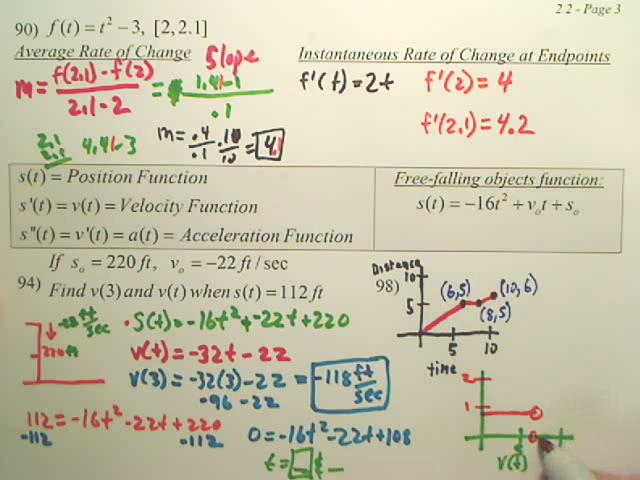 2.2 - Page 3
90) f(t) = t² - 3, [2, 2.1]
Average Rate of Change Slope
Instantaneous Rate of Change at Endpoints
m = f(2.1) - f(2) / 2.1 - 2 = 1.41 - 1 / .1
f'(t) = 2t f'(2) = 4
f'(2.1) = 4.2
2.1
2.1
4.41-3
m = .4/.1 · 10/10 = 4.1
s(t) = Position Function
s'(t) = v(t) = Velocity Function
s''(t) = v'(t) = a(t) = Acceleration Function
Free-falling objects function:
s(t) = -16t² + v₀t + s₀
If s₀ = 220 ft, v₀ = -22 ft / sec
94) Find v(3) and v(t) when s(t) = 112 ft
-22 ft/sec
220 ft
· S(t) = -16t² + -22t + 220
v(t) = -32t - 22
v(3) = -32(3) - 22 = -118 ft/sec
-96 - 22
112 = -16t² - 22t + 220
-112 -112
0 = -16t² - 22t + 108
t =
98)
Distance
10
5
(6,5)
(10,6)
(8,5)
5 10
time
2
1
5
V(t)